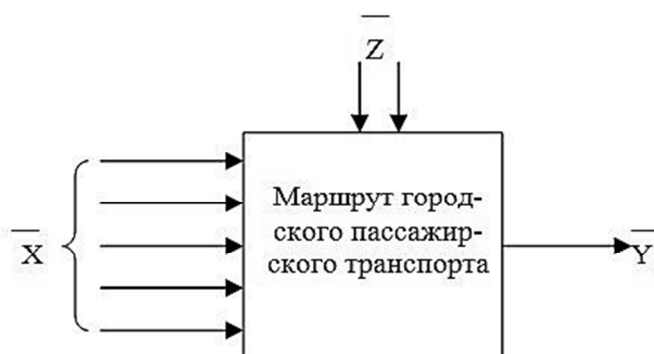 Z
Маршрут город-
ского пассажир-
ского транспорта
X
Y